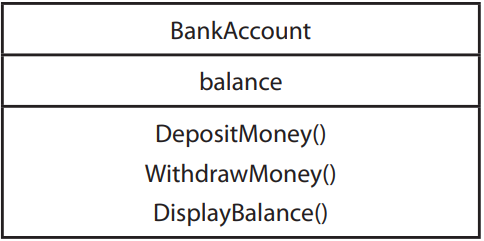 BankAccount
balance
DepositMoney()
WithdrawMoney()
DisplayBalance()